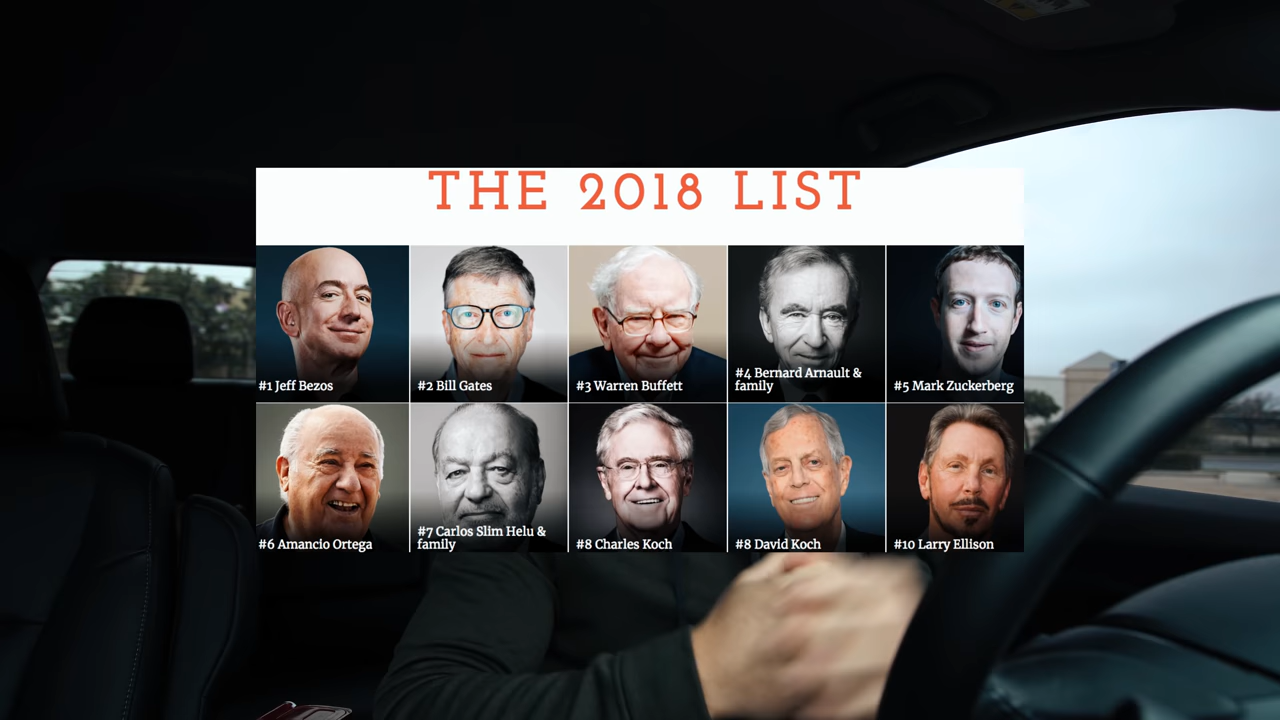 THE 2018 LIST
#1 Jeff Bezos
#2 Bill Gates
#3 Warren Buffett
#4 Bernard Arnault &
family
#5 Mark Zuckerberg
#6 Amancio Ortega
#7 Carlos Slim Helu &
family
#8 Charles Koch
#8 David Koch
#10 Larry Ellison